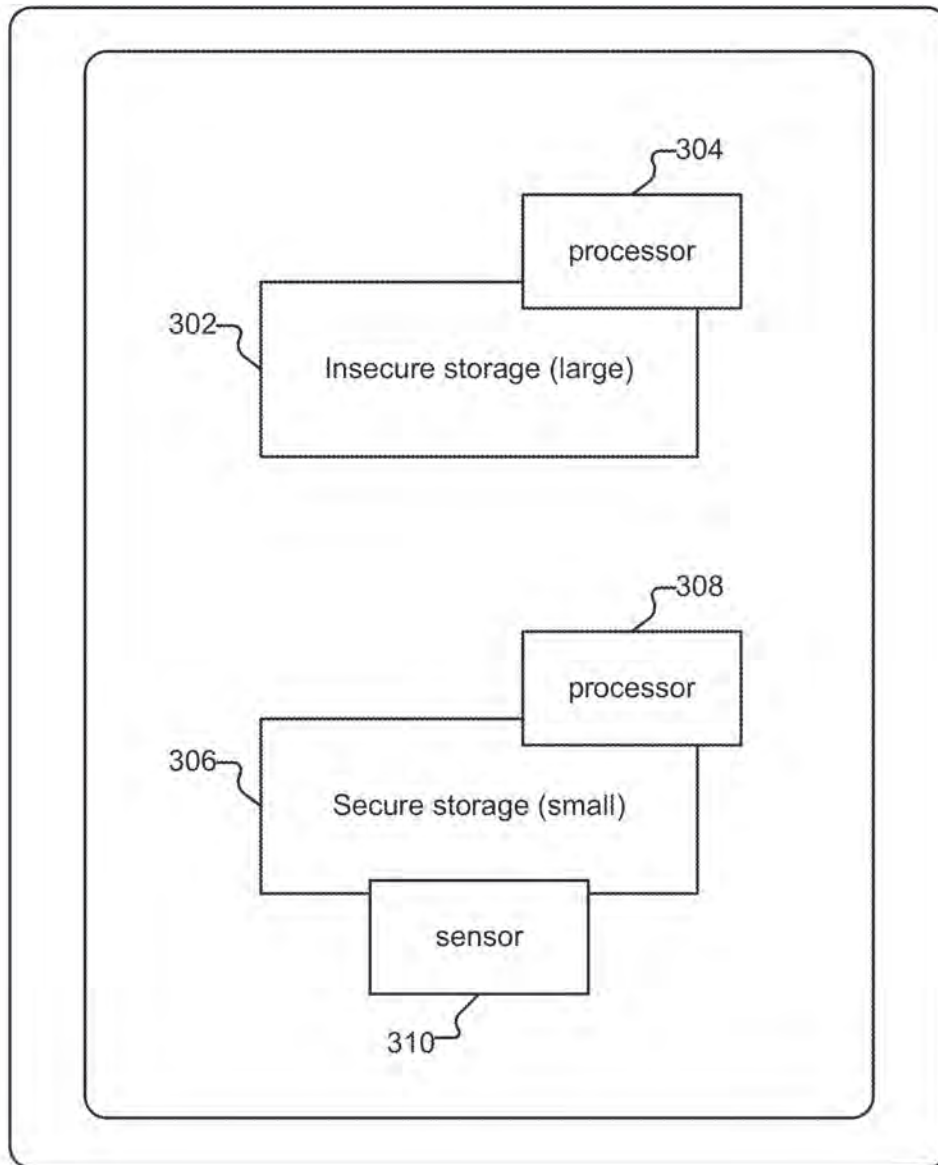 304
processor
302
Insecure storage (large)
308
processor
306
Secure storage (small)
sensor
310